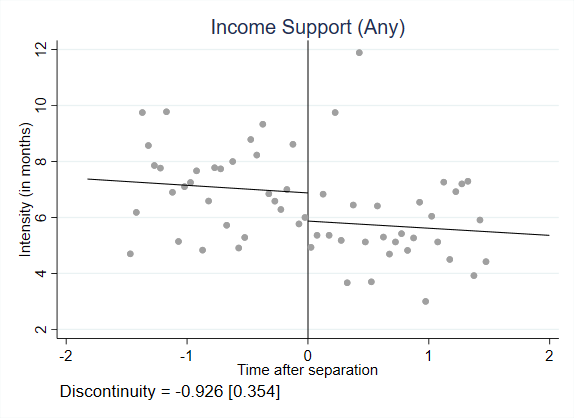 Income Support (Any)
Intensity (in months)
12
10
8
6
4
2
-2
-1
0
1
2
Time after separation
Discontinuity = -0.926 [0.354]